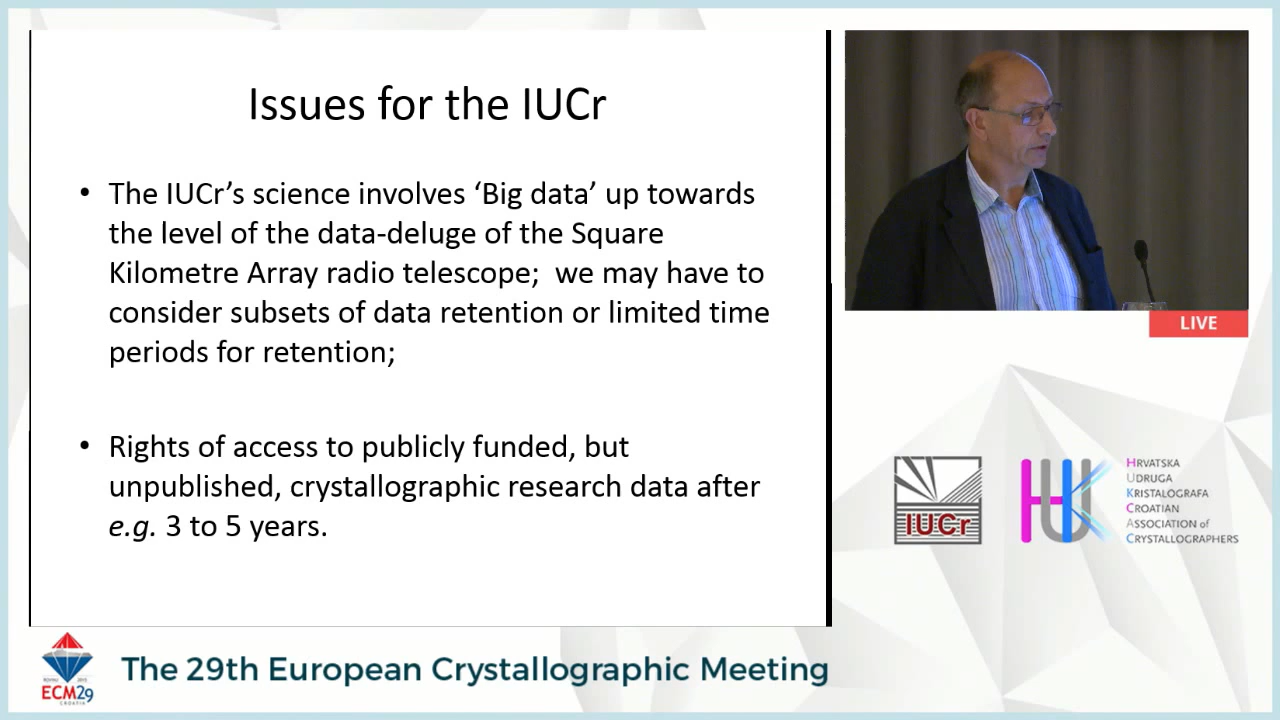 Issues for the IUCr
• The IUCr’s science involves ‘Big data’ up towards
the level of the data-deluge of the Square
Kilometre Array radio telescope;  we may have to
consider subsets of data retention or limited time
periods for retention;
• Rights of access to publicly funded, but
unpublished, crystallographic research data after
e.g. 3 to 5 years.
LIVE
IUCr
HUK
HRVATSKA
UDRUGA
KRISTALOGRAFA
CROATIAN
ASSOCIATION of
CRYSTALLOGRAPHERS
ECM29
CROATIA
The 29th European Crystallographic Meeting